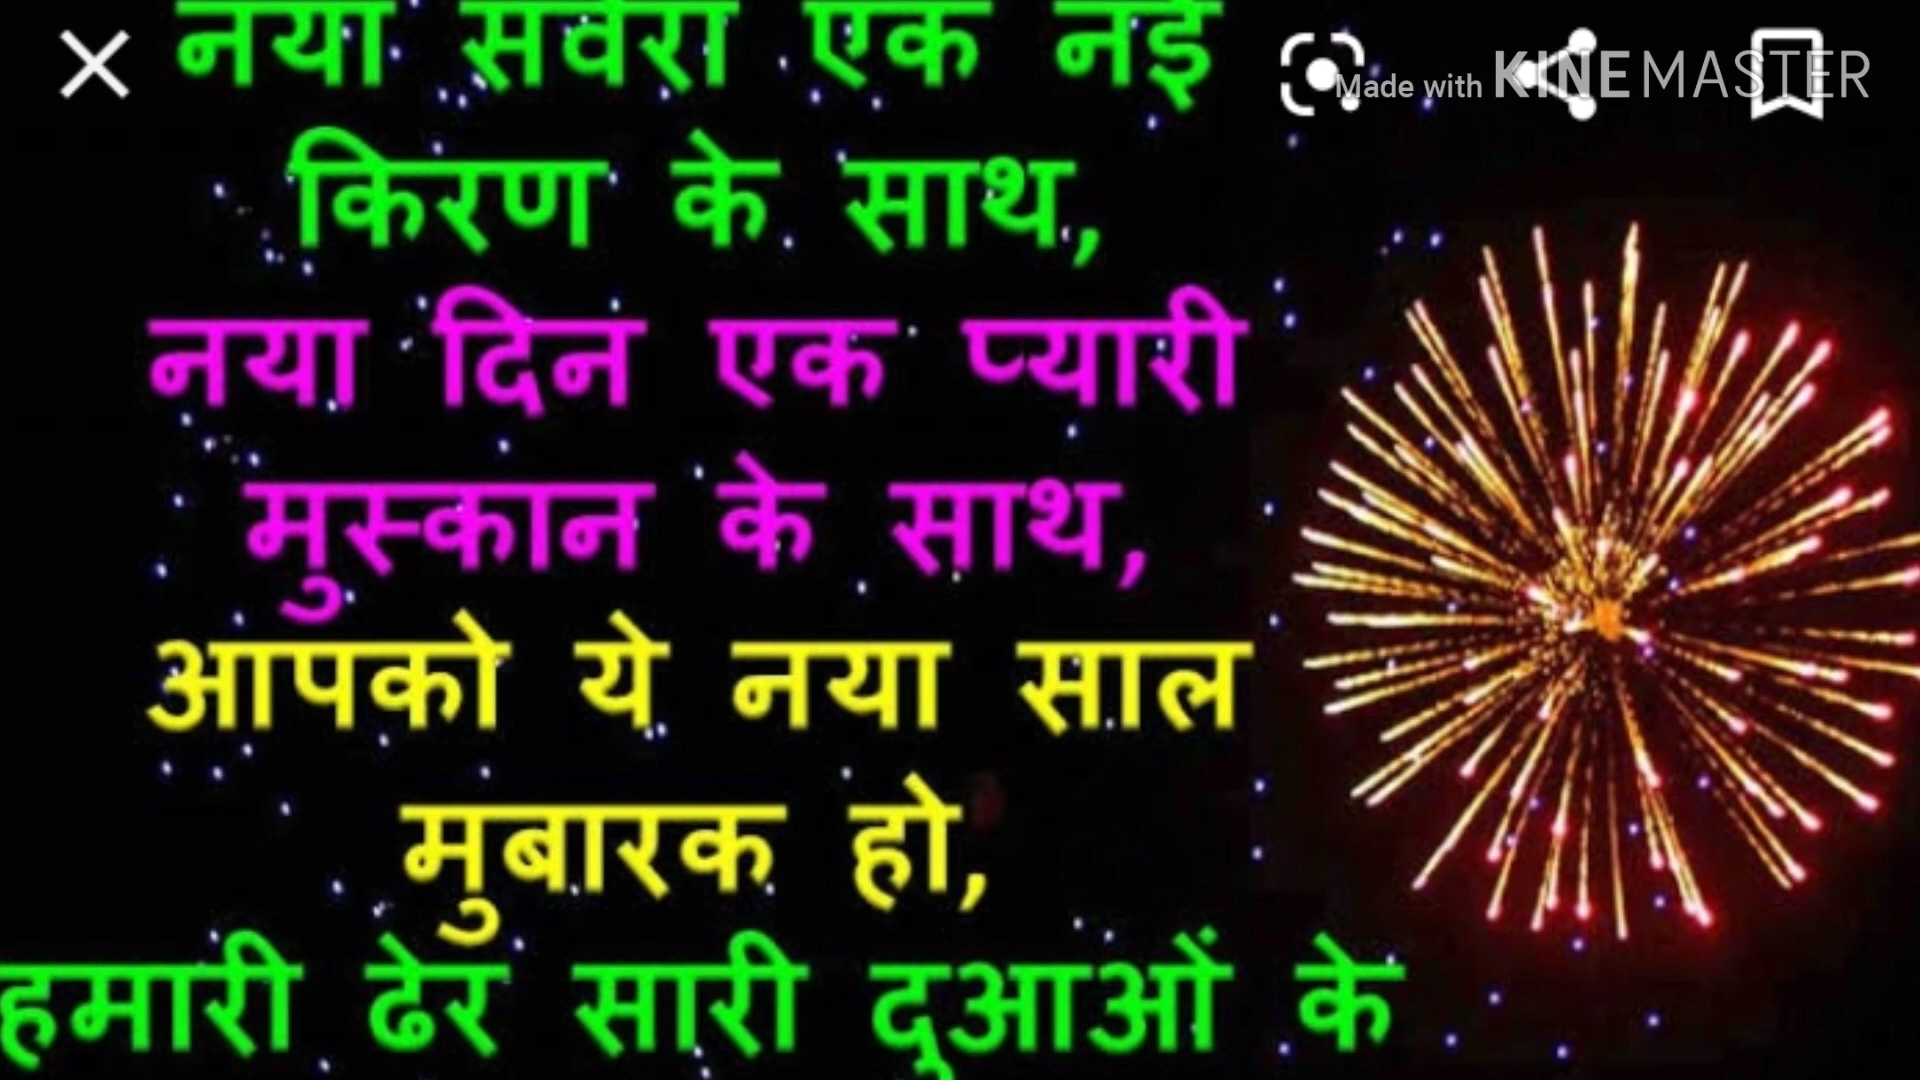 नया सवेरा एक नई
Made with KINEMASTER
किरण के साथ,
नया दिन एक प्यारी
मुस्कान के साथ,
आपको ये नया साल
मुबारक हो,
हमारी ढेर सारी दुआओं के